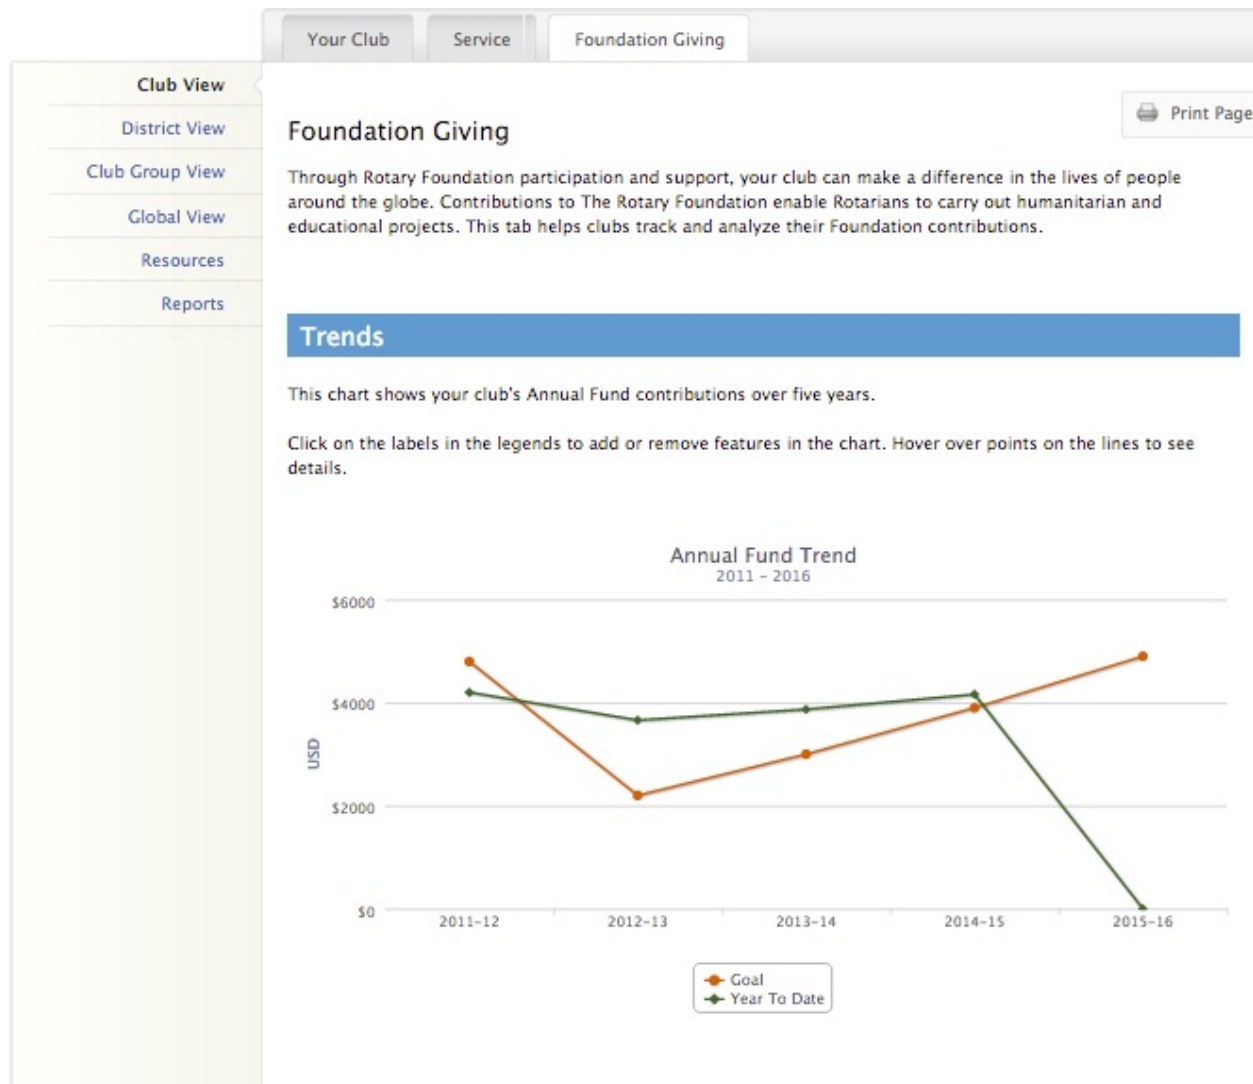 Your Club
Service
Foundation Giving
Club View
District View
Club Group View
Global View
Resources
Reports
Print Page
Foundation Giving
Through Rotary Foundation participation and support, your club can make a difference in the lives of people
around the globe. Contributions to The Rotary Foundation enable Rotarians to carry out humanitarian and
educational projects. This tab helps clubs track and analyze their Foundation contributions.
Trends
This chart shows your club's Annual Fund contributions over five years.
Click on the labels in the legends to add or remove features in the chart. Hover over points on the lines to see
details.
Annual Fund Trend
2011 - 2016
$6000
$4000
$2000
$0
USD
2011-12
2012-13
2013-14
2014-15
2015-16
Goal
Year To Date